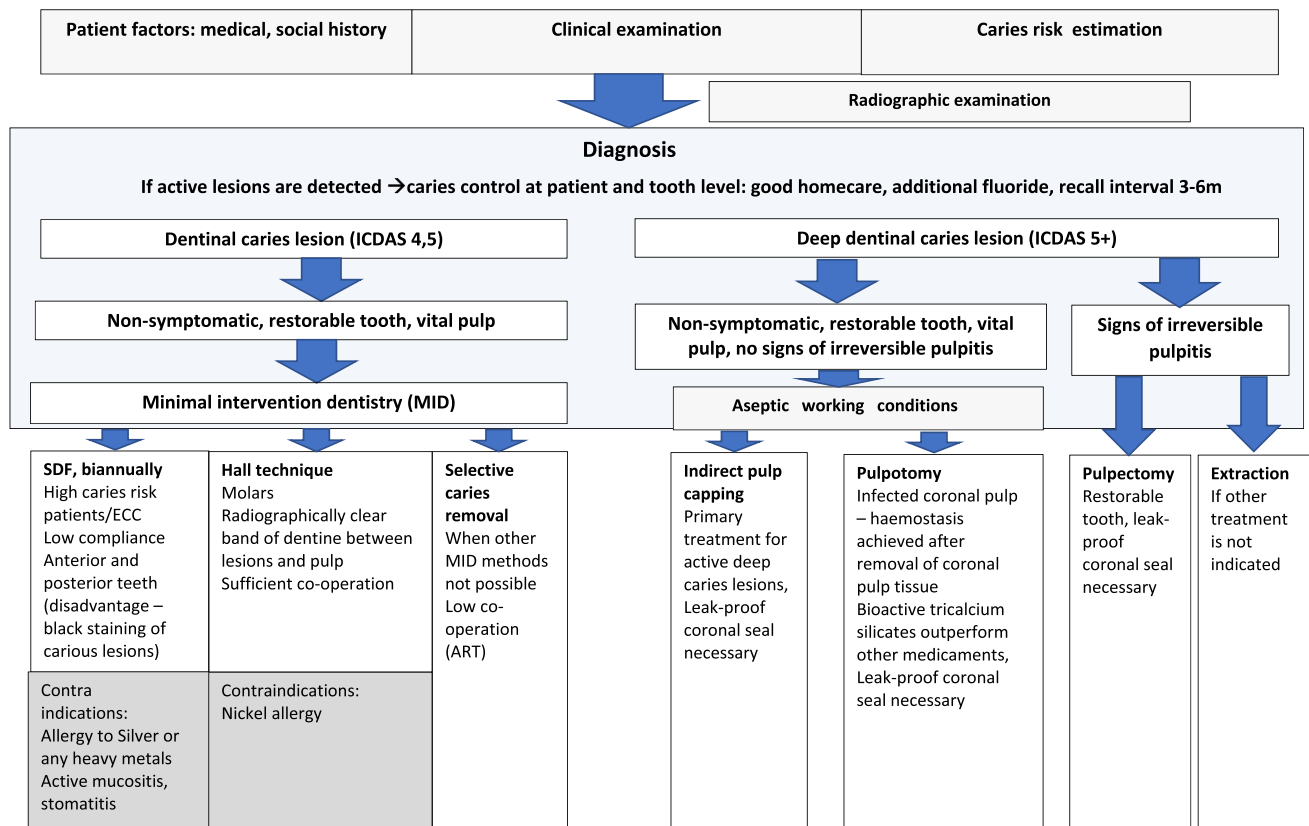 Patient factors: medical, social history
Clinical examination
Caries risk estimation
Radiographic examination
Diagnosis
If active lesions are detected →caries control at patient and tooth level: good homecare, additional fluoride, recall interval 3-6m
Dentinal caries lesion (ICDAS 4,5)
Deep dentinal caries lesion (ICDAS 5+)
Non-symptomatic, restorable tooth, vital pulp
Non-symptomatic, restorable tooth, vital
pulp, no signs of irreversible pulpitis
Signs of irreversible
pulpitis
Minimal intervention dentistry (MID)
Aseptic working conditions
SDF, biannually
High caries risk
patients/ECC
Low compliance
Anterior and
posterior teeth
(disadvantage –
black staining of
carious lesions)
Contra
indications:
Allergy to Silver or
any heavy metals
Active mucositis,
stomatitis
Hall technique
Molars
Radiographically clear
band of dentine between
lesions and pulp
Sufficient co-operation
Contraindications:
Nickel allergy
Selective
caries
removal
When other
MID methods
not possible
Low co-
operation
(ART)
Indirect pulp
capping
Primary
treatment for
active deep
caries lesions,
Leak-proof
coronal seal
necessary
Pulpotomy
Infected coronal pulp
– haemostasis
achieved after
removal of coronal
pulp tissue
Bioactive tricalcium
silicates outperform
other medicaments,
Leak-proof coronal
seal necessary
Pulpectomy
Restorable
tooth, leak-
proof
coronal seal
necessary
Extraction
If other
treatment
is not
indicated